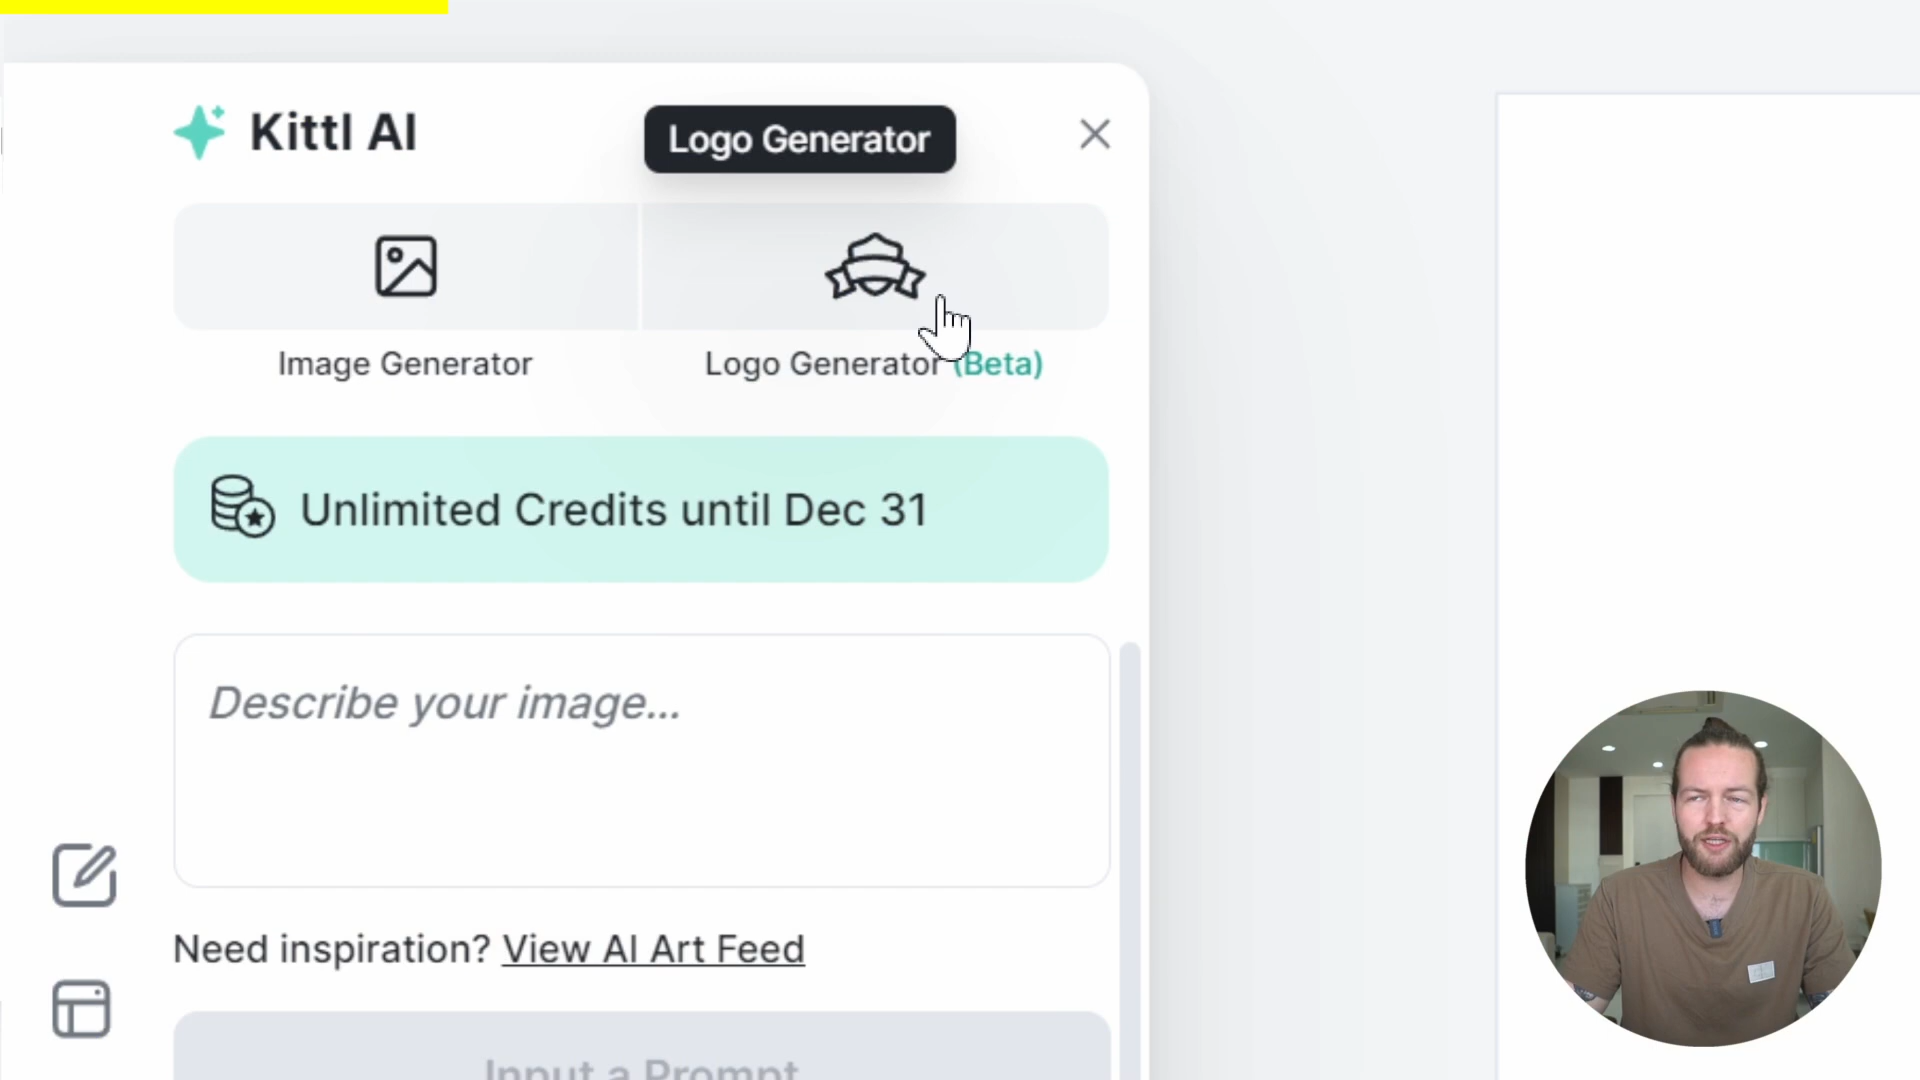 Kittl AI
Logo Generator
Image Generator
Logo Generator (Beta)
Unlimited Credits until Dec 31
Describe your image...
Need inspiration? View AI Art Feed
Input a Prompt